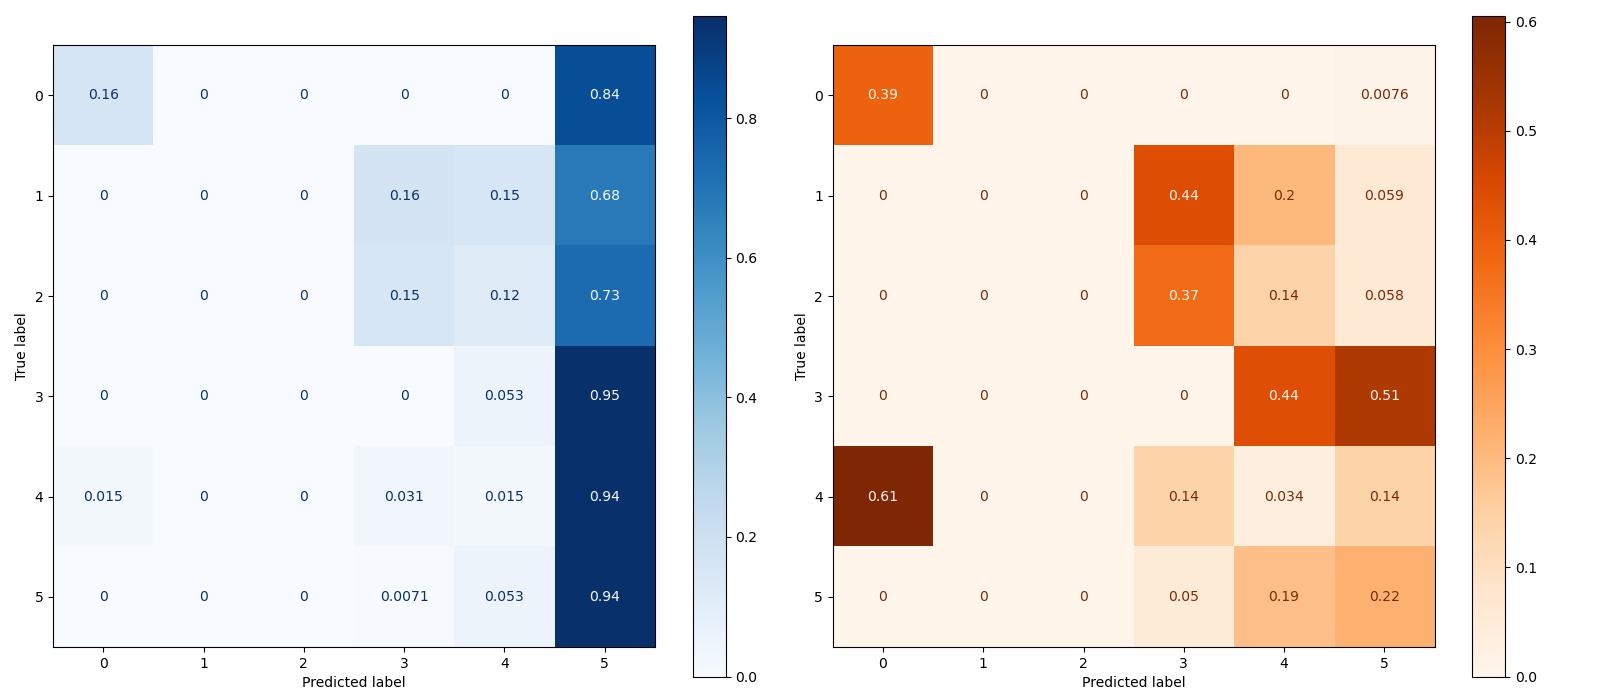 0 0.16 0 0 0 0 0.84
1 0 0 0 0.16 0.15 0.68
2 0 0 0 0.15 0.12 0.73
3 0 0 0 0 0.053 0.95
4 0.015 0 0 0.031 0.015 0.94
5 0 0 0 0.0071 0.053 0.94
0 1 2 3 4 5
True label
Predicted label
0.8
0.6
0.4
0.2
0.0
0 0.39 0 0 0 0 0.0076
1 0 0 0 0.44 0.2 0.059
2 0 0 0 0.37 0.14 0.058
3 0 0 0 0 0.44 0.51
4 0.61 0 0 0.14 0.034 0.14
5 0 0 0 0.05 0.19 0.22
0 1 2 3 4 5
True label
Predicted label
0.6
0.5
0.4
0.3
0.2
0.1
0.0